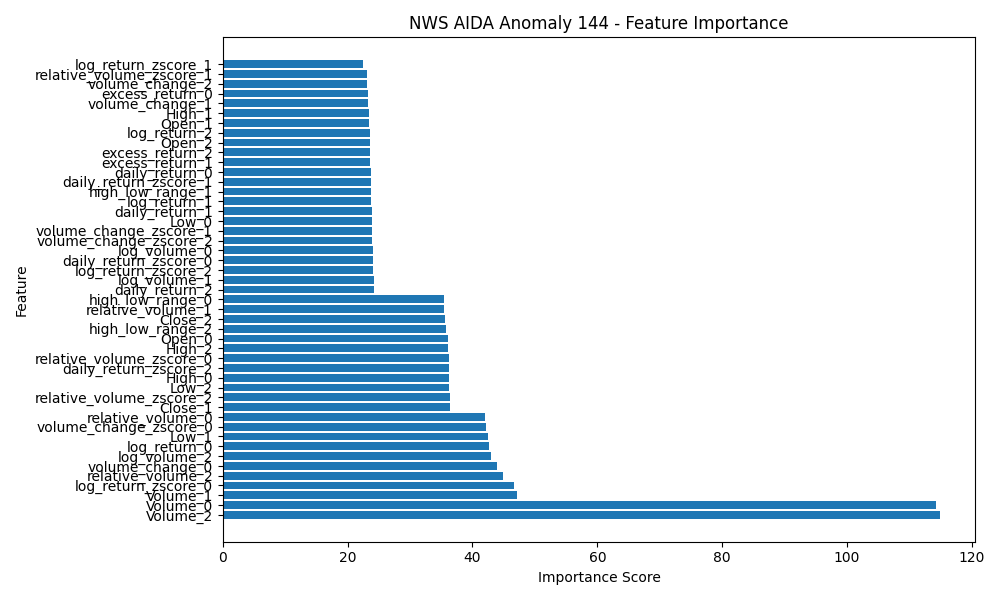 NWS AIDA Anomaly 144 - Feature Importance
log_return_zscore_1
relative_volume_zscore_1
volume_change_2
excess_return_0
volume_change_1
High_1
Open_1
log_return_2
Open_2
excess_return_2
excess_return_1
daily_return_0
daily_return_zscore_1
high_low_range_1
log_return_1
daily_return_1
Low_0
volume_change_zscore_1
volume_change_zscore_2
log_volume_0
daily_return_zscore_0
log_return_zscore_2
log_volume_1
daily_return_2
high_low_range_0
relative_volume_1
Close_2
high_low_range_2
Open_0
High_2
relative_volume_zscore_0
daily_return_zscore_2
High_0
Low_2
relative_volume_zscore_2
Close_1
relative_volume_0
volume_change_zscore_0
Low_1
log_return_0
log_volume_2
volume_change_0
relative_volume_2
log_return_zscore_0
Volume_1
Volume_0
Volume_2
Feature
0 20 40 60 80 100 120
Importance Score